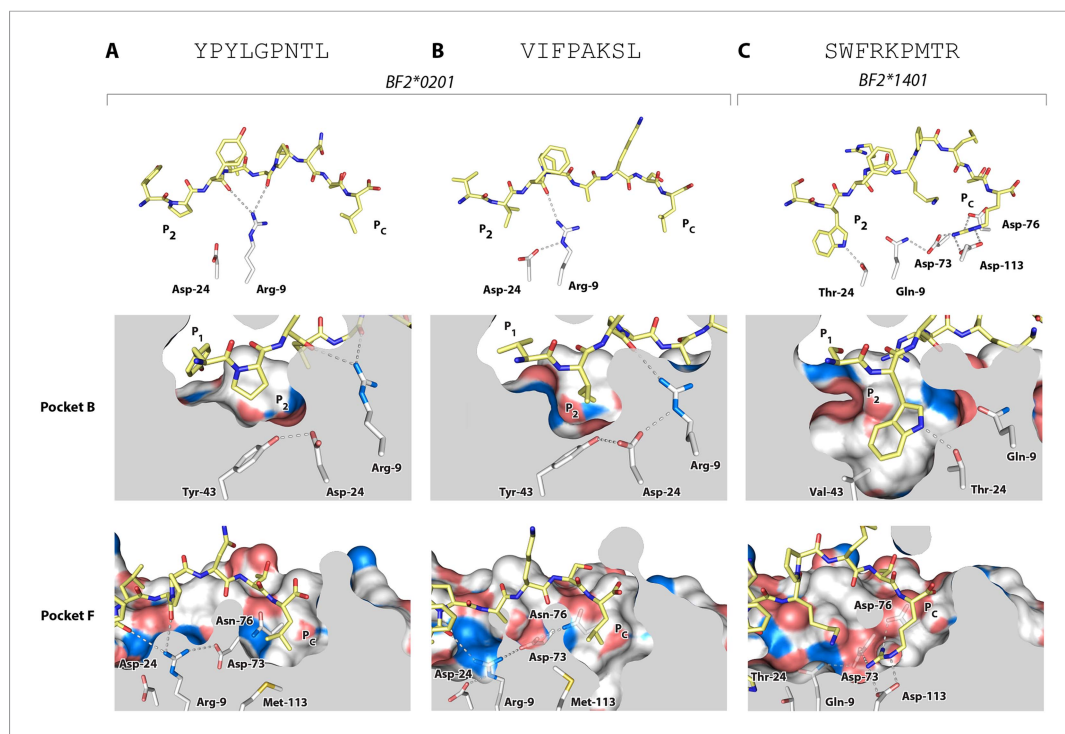 A YPYLGPNTL B VIFPAKSL C SWFRKPMTR
BF2*0201 BF2*1401
P2 PC P2 PC P2 PC
Asp-76
Asp-24 Arg-9 Asp-24 Arg-9 Asp-73 Asp-113
Thr-24 Gln-9
P1 P1 P1
Pocket B P2 P2 P2
Gln-9
Arg-9 Arg-9
Tyr-43 Asp-24 Tyr-43 Asp-24 Val-43 Thr-24
Pocket F Asn-76 PC Asn-76 PC Asp-76 PC
Asp-24 Asp-73 Asp-24 Asp-73 Thr-24 Asp-73
Arg-9 Met-113 Arg-9 Met-113 Gln-9 Asp-113